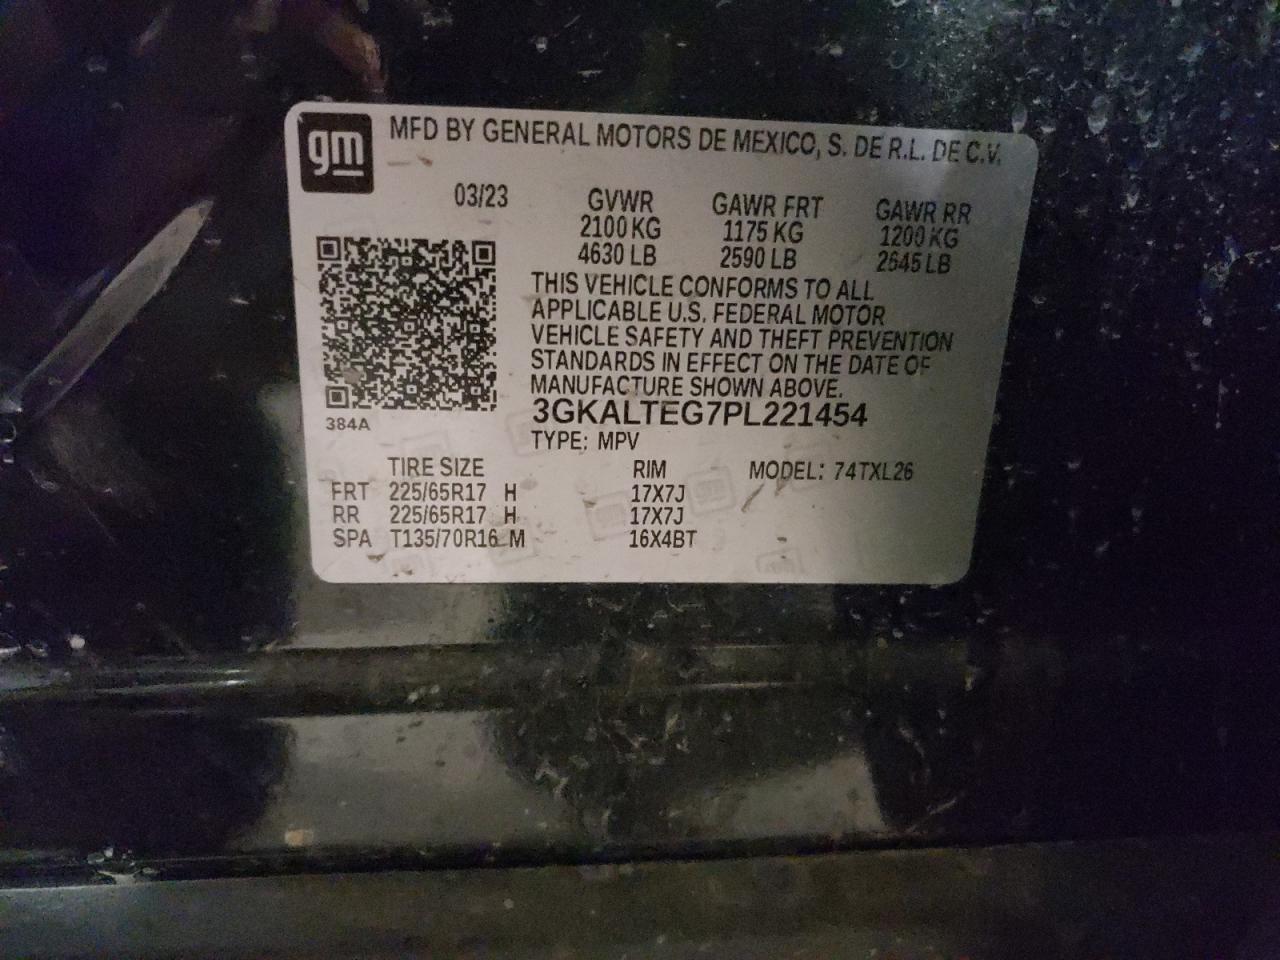 gm MFD BY GENERAL MOTORS DE MEXICO, S. DE R.L. DE C.V.
03/23 GVWR GAWR FRT GAWR RR
2100 KG 1175 KG 1200 KG
4630 LB 2590 LB 2645 LB
THIS VEHICLE CONFORMS TO ALL
APPLICABLE U.S. FEDERAL MOTOR
VEHICLE SAFETY AND THEFT PREVENTION
STANDARDS IN EFFECT ON THE DATE OF
MANUFACTURE SHOWN ABOVE.
3GKALTEG7PL221454
384A
TYPE: MPV
TIRE SIZE RIM MODEL: 74TXL26
FRT 225/65R17 H 17X7J
RR 225/65R17 H 17X7J
SPA T135/70R16 M 16X4BT